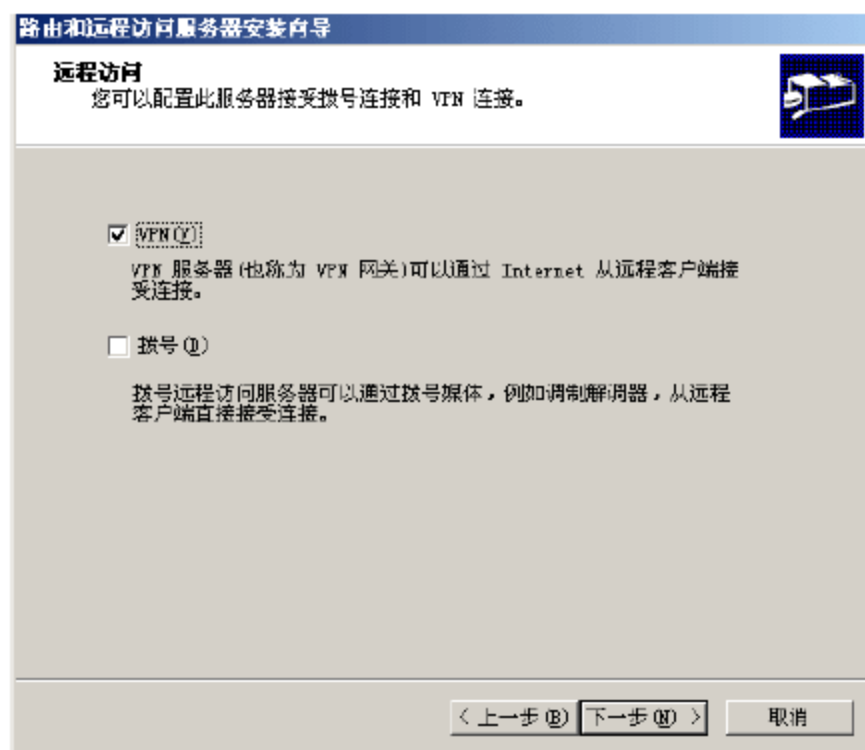 路由和远程访问服务器安装向导
远程访问
您可以配置此服务器接受拨号连接和 VPN 连接。
VPN(V)
VPN 服务器(也称为 VPN 网关)可以通过 Internet 从远程客户端接
受连接。
拨号(D)
拨号远程访问服务器可以通过拨号媒体，例如调制解调器，从远程
客户端直接接受连接。
< 上一步(B) 下一步(N) > 取消